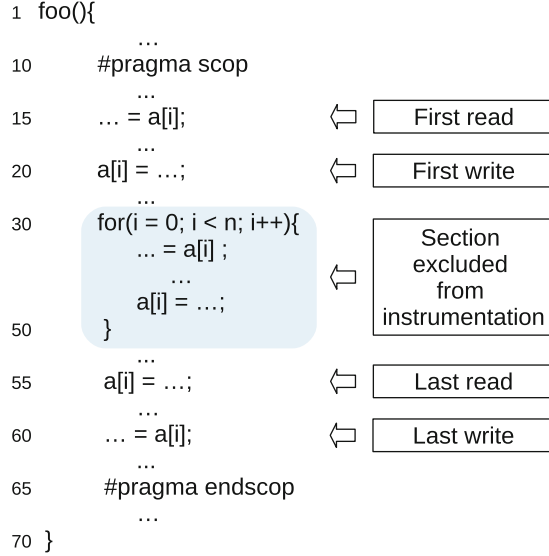 1 foo(){
…
10 #pragma scop
...
15 … = a[i]; First read
...
20 a[i] = …; First write
...
30 for(i = 0; i < n; i++){
... = a[i] ;
…
a[i] = …;
50 }
Section
excluded
from
instrumentation
...
55 a[i] = …; Last read
…
60 … = a[i]; Last write
...
65 #pragma endscop
…
70 }